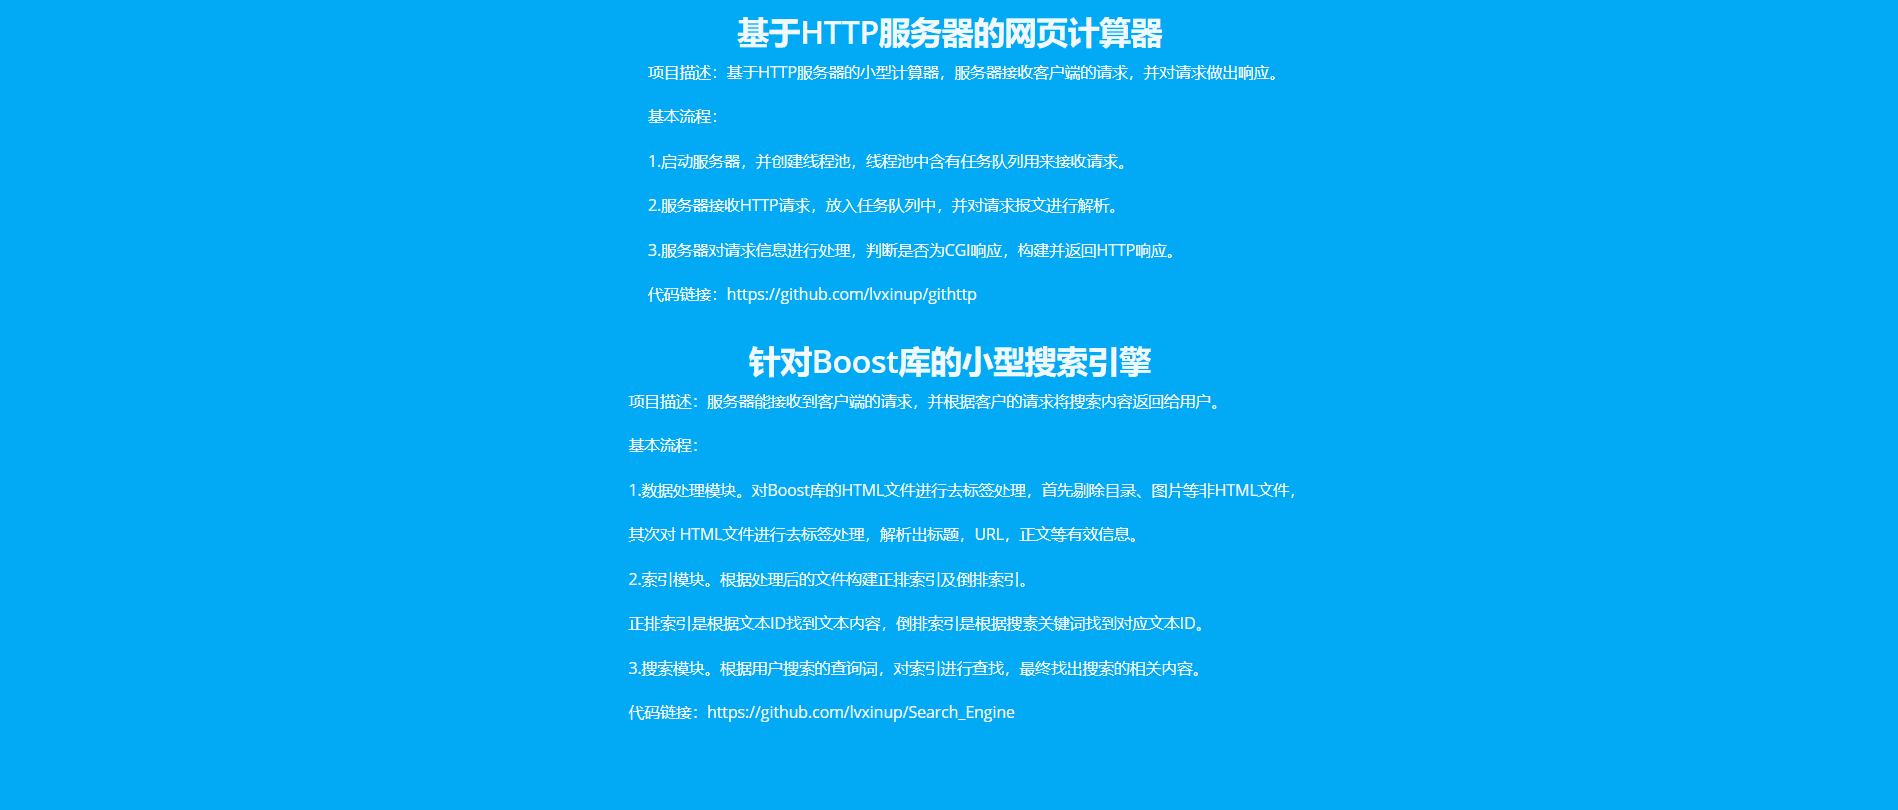 基于HTTP服务器的网页计算器
项目描述：基于HTTP服务器的小型计算器，服务器接收客户端的请求，并对请求做出响应。
基本流程：
1.启动服务器，并创建线程池，线程池中含有任务队列用来接收请求。
2.服务器接收HTTP请求，放入任务队列中，并对请求报文进行解析。
3.服务器对请求信息进行处理，判断是否为CGI响应，构建并返回HTTP响应。
代码链接：https://github.com/lvxinup/githttp
针对Boost库的小型搜索引擎
项目描述：服务器能接收到客户端的请求，并根据客户的请求将搜索内容返回给用户。
基本流程：
1.数据处理模块。对Boost库的HTML文件进行去标签处理，首先剔除目录、图片等非HTML文件，
其次对 HTML文件进行去标签处理，解析出标题，URL，正文等有效信息。
2.索引模块。根据处理后的文件构建正排索引及倒排索引。
正排索引是根据文本ID找到文本内容，倒排索引是根据搜素关键词找到对应文本ID。
3.搜索模块。根据用户搜索的查询词，对索引进行查找，最终找出搜索的相关内容。
代码链接：https://github.com/lvxinup/Search_Engine